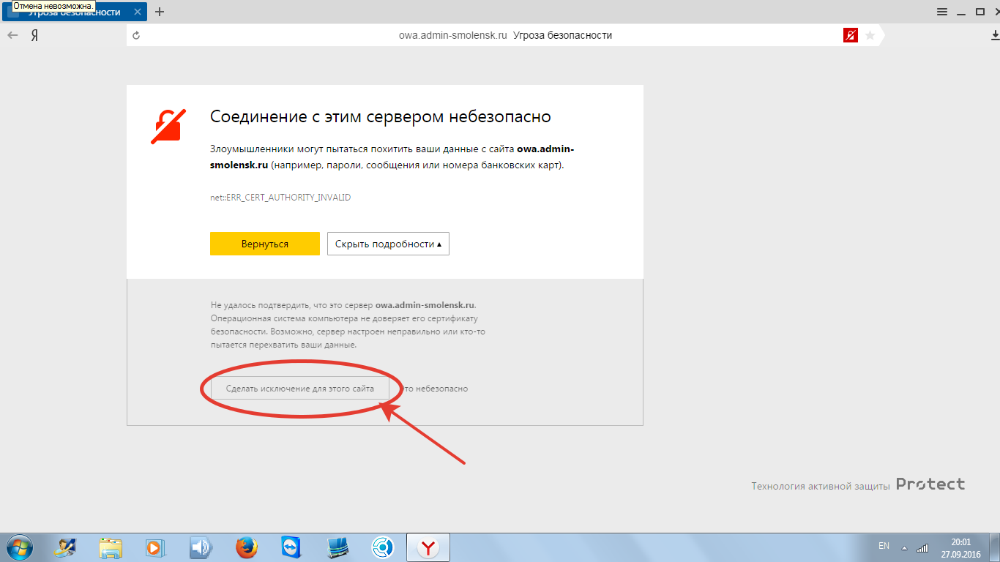 Отмена невозможна.
Угроза безопасности
owa.admin-smolensk.ru Угроза безопасности
Соединение с этим сервером небезопасно
Злоумышленники могут пытаться похитить ваши данные с сайта owa.admin-
smolensk.ru (например, пароли, сообщения или номера банковских карт).
net::ERR_CERT_AUTHORITY_INVALID
Вернуться
Скрыть подробности
Не удалось подтвердить, что это сервер owa.admin-smolensk.ru.
Операционная система компьютера не доверяет его сертификату
безопасности. Возможно, сервер настроен неправильно или кто-то
пытается перехватить ваши данные.
Сделать исключение для этого сайта
небезопасно
Технология активной защиты Protect
EN
20:01
27.09.2016